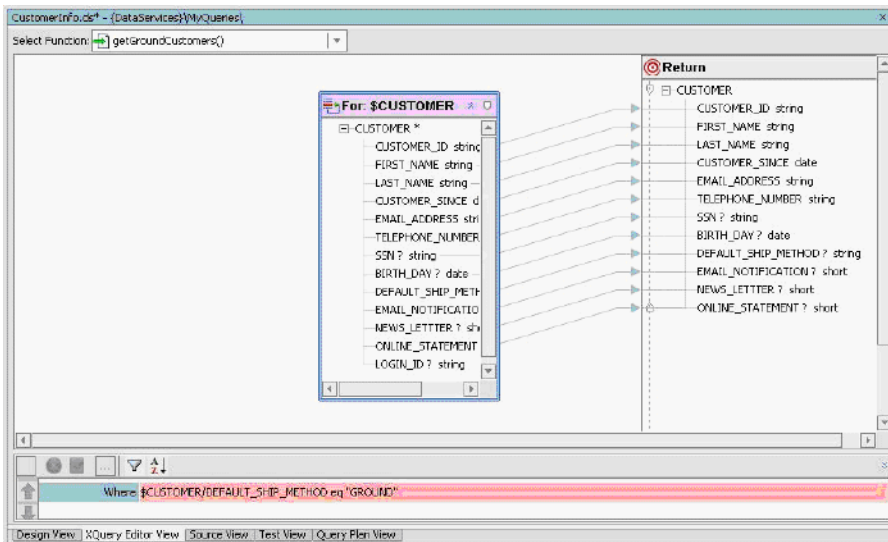 CustomerInfo.ds* - {DataServices}\MyQueries\
Select Function: getGroundCustomers()
Return
CUSTOMER
CUSTOMER_ID string
FIRST_NAME string
LAST_NAME string
CUSTOMER_SINCE date
EMAIL_ADDRESS string
TELEPHONE_NUMBER string
SSN ? string
BIRTH_DAY ? date
DEFAULT_SHIP_METHOD ? string
EMAIL_NOTIFICATION ? short
NEWS_LETTTER ? short
ONLINE_STATEMENT ? short
For: $CUSTOMER
CUSTOMER *
CUSTOMER_ID string
FIRST_NAME string
LAST_NAME string
CUSTOMER_SINCE d
EMAIL_ADDRESS stri
TELEPHONE_NUMBER
SSN ? string
BIRTH_DAY ? date
DEFAULT_SHIP_METH
EMAIL_NOTIFICATIO
NEWS_LETTTER ? sho
ONLINE_STATEMENT
LOGIN_ID ? string
Where $CUSTOMER/DEFAULT_SHIP_METHOD eq "GROUND"
Design View XQuery Editor View Source View Test View Query Plan View